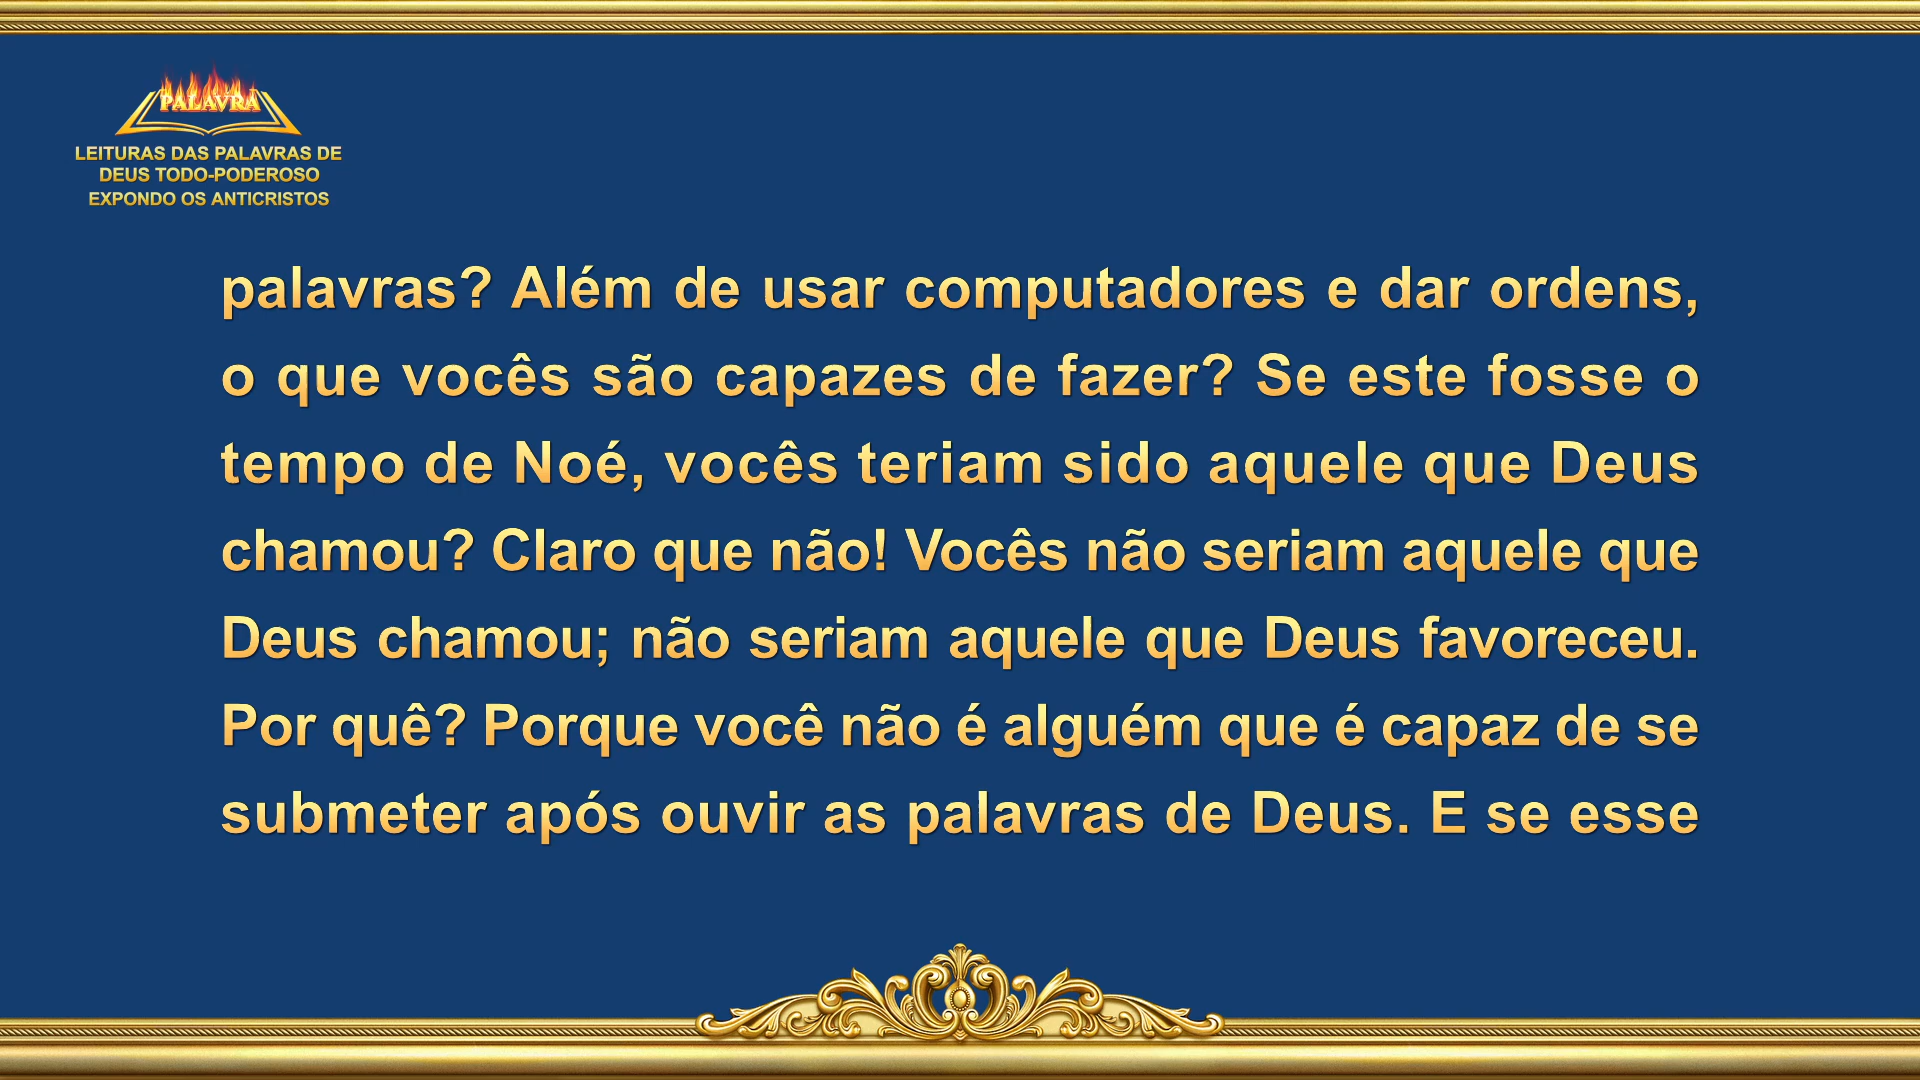 PALAVRA
LEITURAS DAS PALAVRAS DE
DEUS TODO-PODEROSO
EXPONDO OS ANTICRISTOS
palavras? Além de usar computadores e dar ordens,
o que vocês são capazes de fazer? Se este fosse o
tempo de Noé, vocês teriam sido aquele que Deus
chamou? Claro que não! Vocês não seriam aquele que
Deus chamou; não seriam aquele que Deus favoreceu.
Por quê? Porque você não é alguém que é capaz de se
submeter após ouvir as palavras de Deus. E se esse